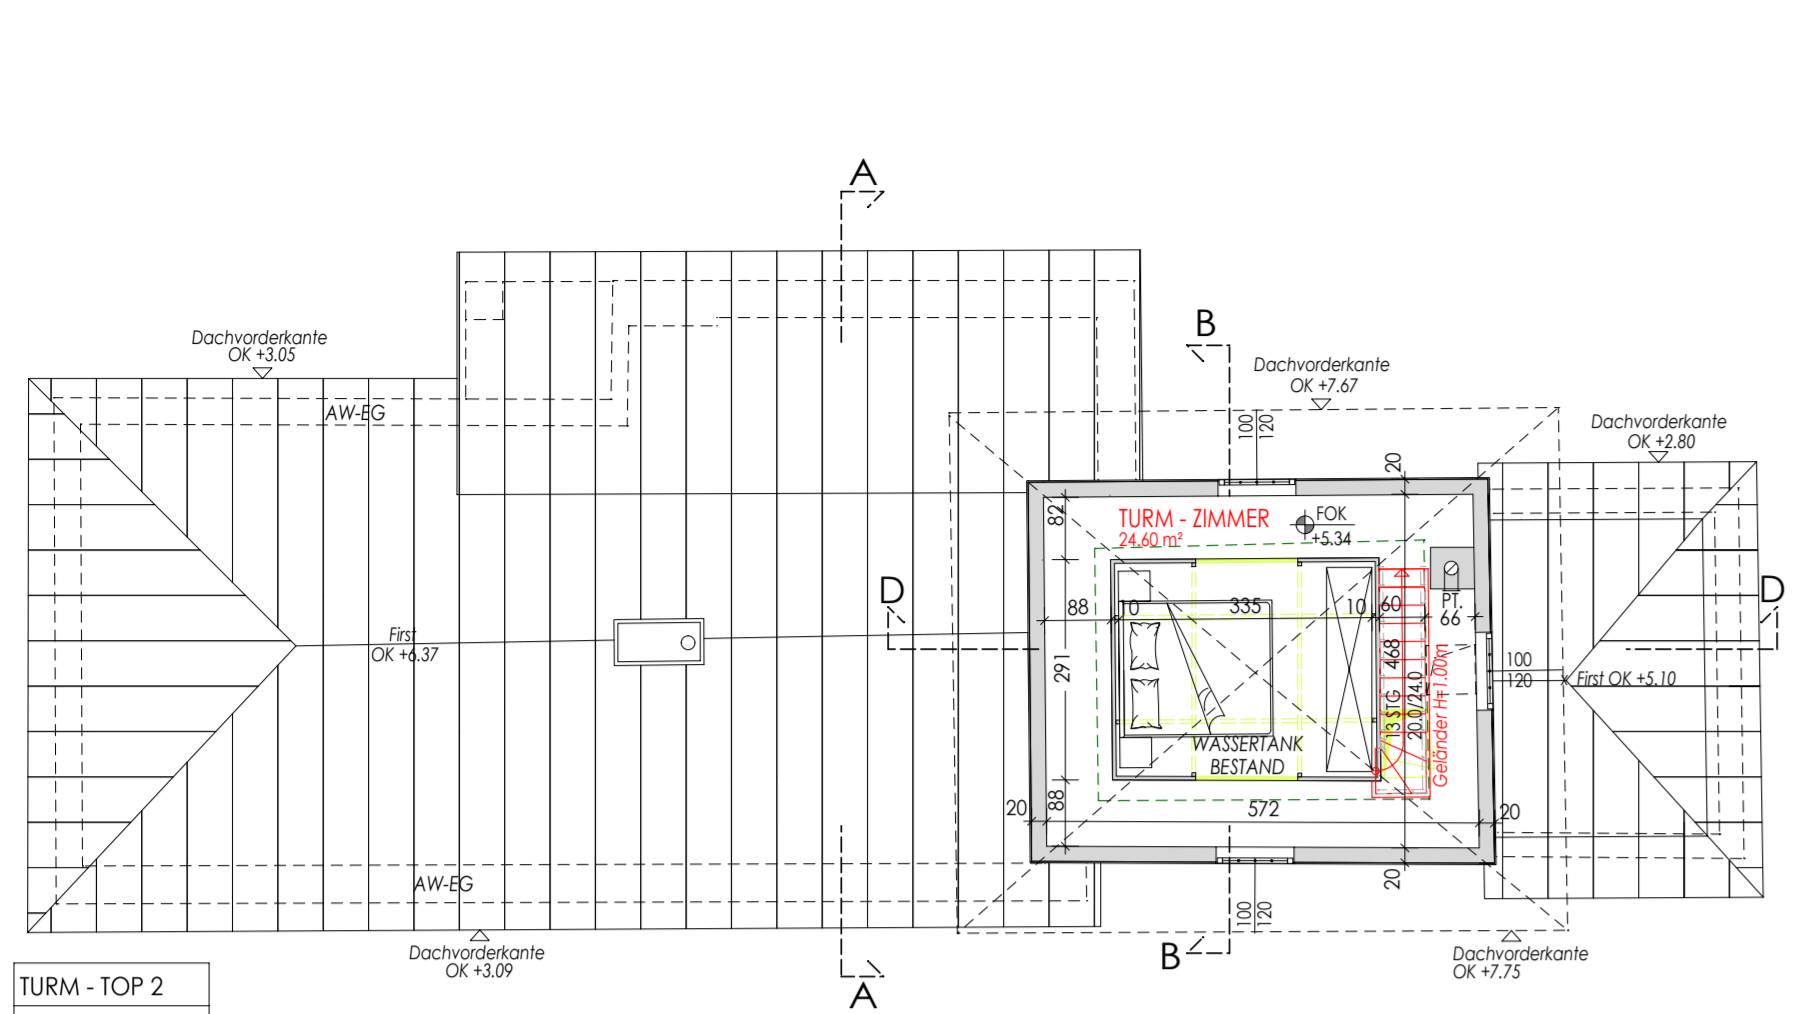 A
B
Dachvorderkante
OK +3.05
Dachvorderkante
OK +7.67
Dachvorderkante
OK +2.80
AW-EG
100
120
20
82
TURM - ZIMMER
24.60 m²
FOK
+5.34
D
D
88
10
335
10
60
PT.
66
First
OK +6.37
291
468
13 STG
20.0/24.0
Geländer H=1.00m
100
120
First OK +5.10
WASSERTANK
BESTAND
88
20
572
20
20
AW-EG
100
120
Dachvorderkante
OK +3.09
B
Dachvorderkante
OK +7.75
A
TURM - TOP 2